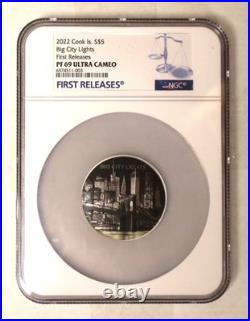 2022 Cook Is. S$5
Big City Lights
First Releases
PF 69 ULTRA CAMEO
FIRST RELEASES®
NGC®
BIG CITY LIGHTS